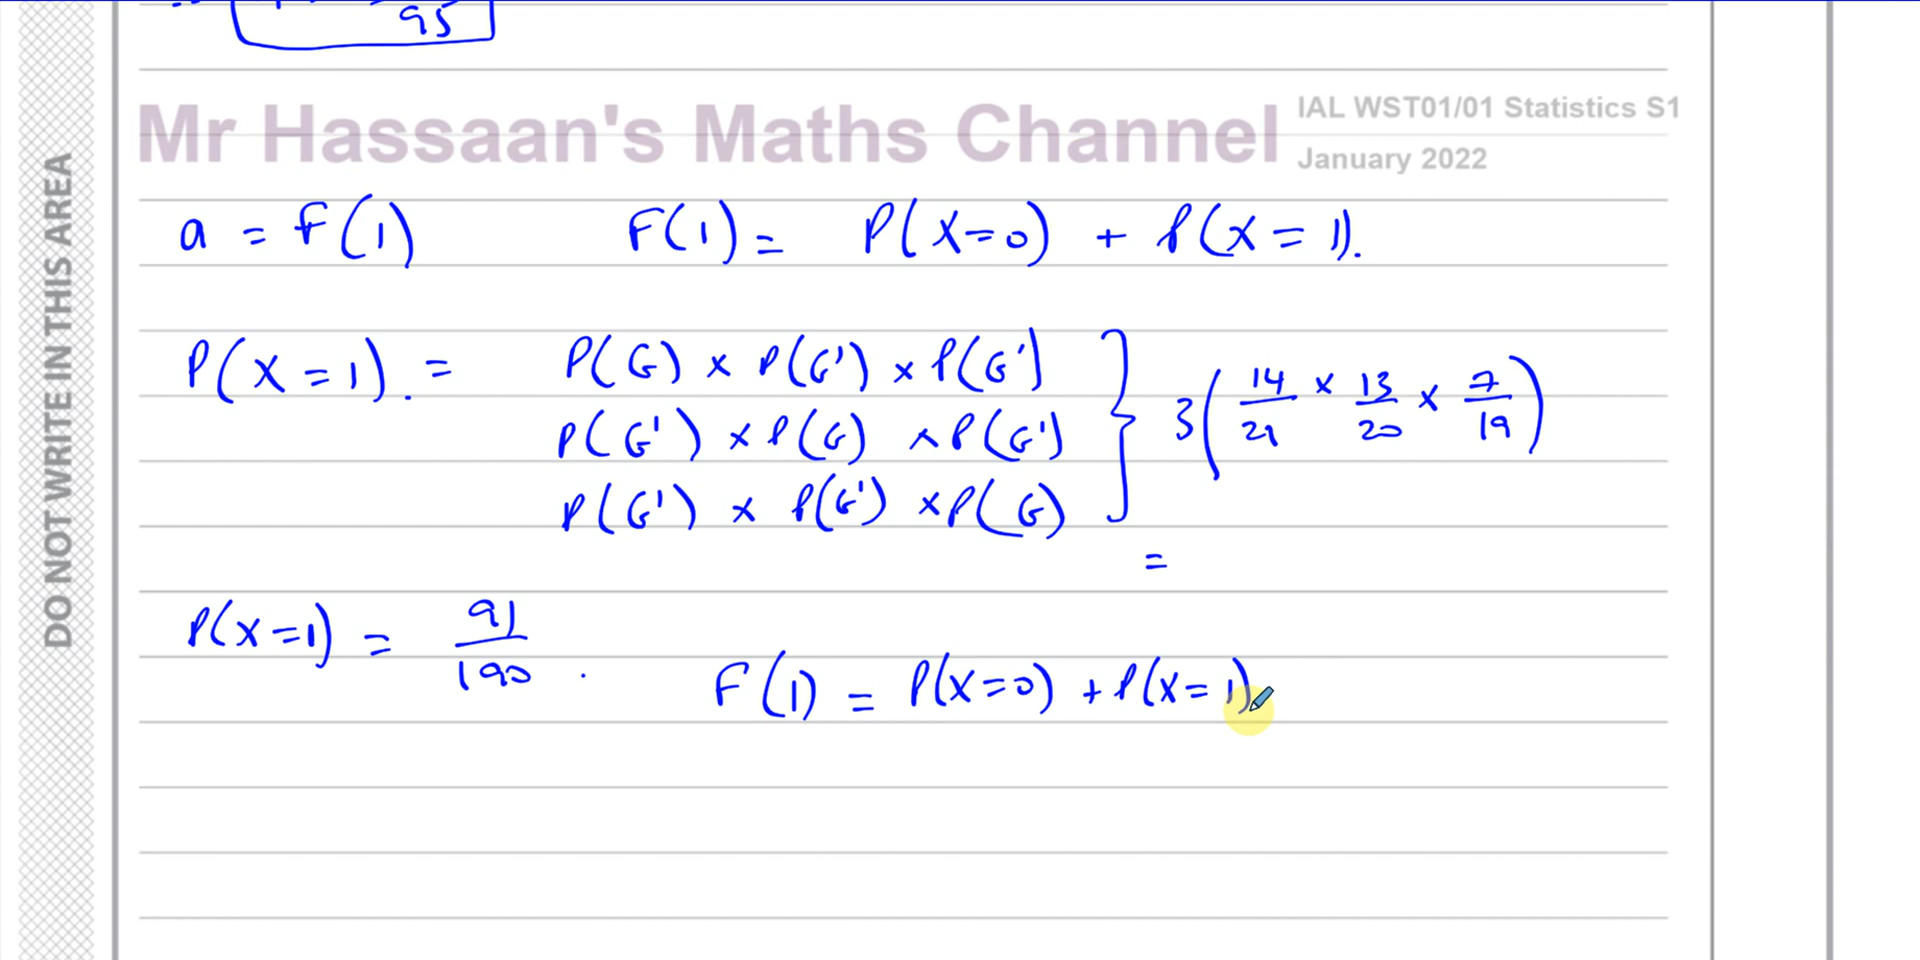 95
Mr Hassaan's Maths Channel
IAL WST01/01 Statistics S1
January 2022
DO NOT WRITE IN THIS AREA
a = F(1)    F(1) = P(X=0) + P(X=1).
P(X=1). = P(G) × P(G') × P(G')
P(G') × P(G) × P(G')
P(G') × P(G') × P(G)
} 3(14/21 × 13/20 × 7/19)
=
P(X=1) = 91/190 .
F(1) = P(X=0) + P(X=1)